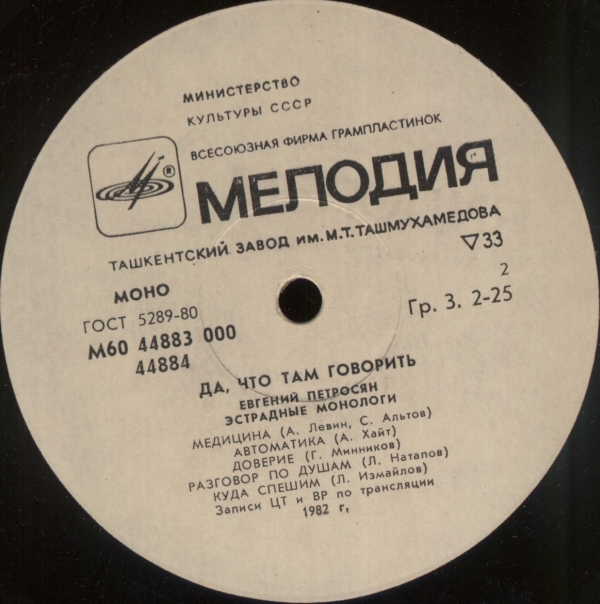 МИНИСТЕРСТВО
КУЛЬТУРЫ СССР
ВСЕСОЮЗНАЯ ФИРМА ГРАМПЛАСТИНОК
®
МЕЛОДИЯ
ТАШКЕНТСКИЙ ЗАВОД ИМ. М.Т. ТАШМУХАМЕДОВА
▽33
МОНО
2
ГОСТ 5289-80
Гр. 3. 2-25
М60 44883 000
44884
ДА, ЧТО ТАМ ГОВОРИТЬ
ЕВГЕНИЙ ПЕТРОСЯН
ЭСТРАДНЫЕ МОНОЛОГИ
МЕДИЦИНА (А. Левин, С. Альтов)
АВТОМАТИКА (А. Хайт)
ДОВЕРИЕ (Г. Минников)
РАЗГОВОР ПО ДУШАМ (Л. Натапов)
КУДА СПЕШИМ (Л. Измайлов)
Записи ЦТ и ВР по трансляции
1982 г,